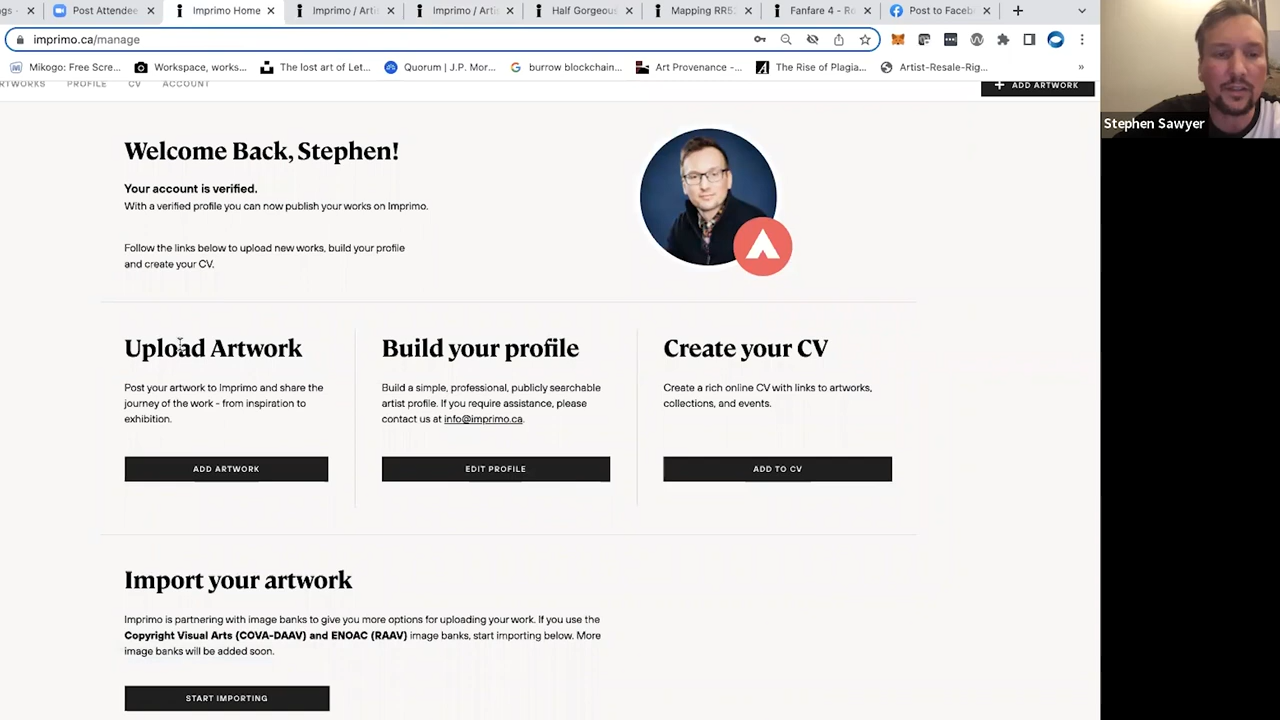 gs
Post Attendee
Imprimo Home
Imprimo / Artis
Imprimo / Artis
Half Gorgeous
Mapping RR52
Fanfare 4 - Ro
Post to Faceb
imprimo.ca/manage
Mikogo: Free Scre...
Workspace, works...
The lost art of Let...
Quorum | J.P. Mor...
burrow blockchain...
Art Provenance -...
The Rise of Plagia...
Artist-Resale-Rig...
»
TWORKS
PROFILE
CV
ACCOUNT
+ ADD ARTWORK
Stephen Sawyer
Welcome Back, Stephen!
Your account is verified.
With a verified profile you can now publish your works on Imprimo.
Follow the links below to upload new works, build your profile
and create your CV.
Upload Artwork
Post your artwork to Imprimo and share the
journey of the work - from inspiration to
exhibition.
ADD ARTWORK
Build your profile
Build a simple, professional, publicly searchable
artist profile. If you require assistance, please
contact us at info@imprimo.ca.
EDIT PROFILE
Create your CV
Create a rich online CV with links to artworks,
collections, and events.
ADD TO CV
Import your artwork
Imprimo is partnering with image banks to give you more options for uploading your work. If you use the
Copyright Visual Arts (COVA-DAAV) and ENOAC (RAAV) image banks, start importing below. More
image banks will be added soon.
START IMPORTING